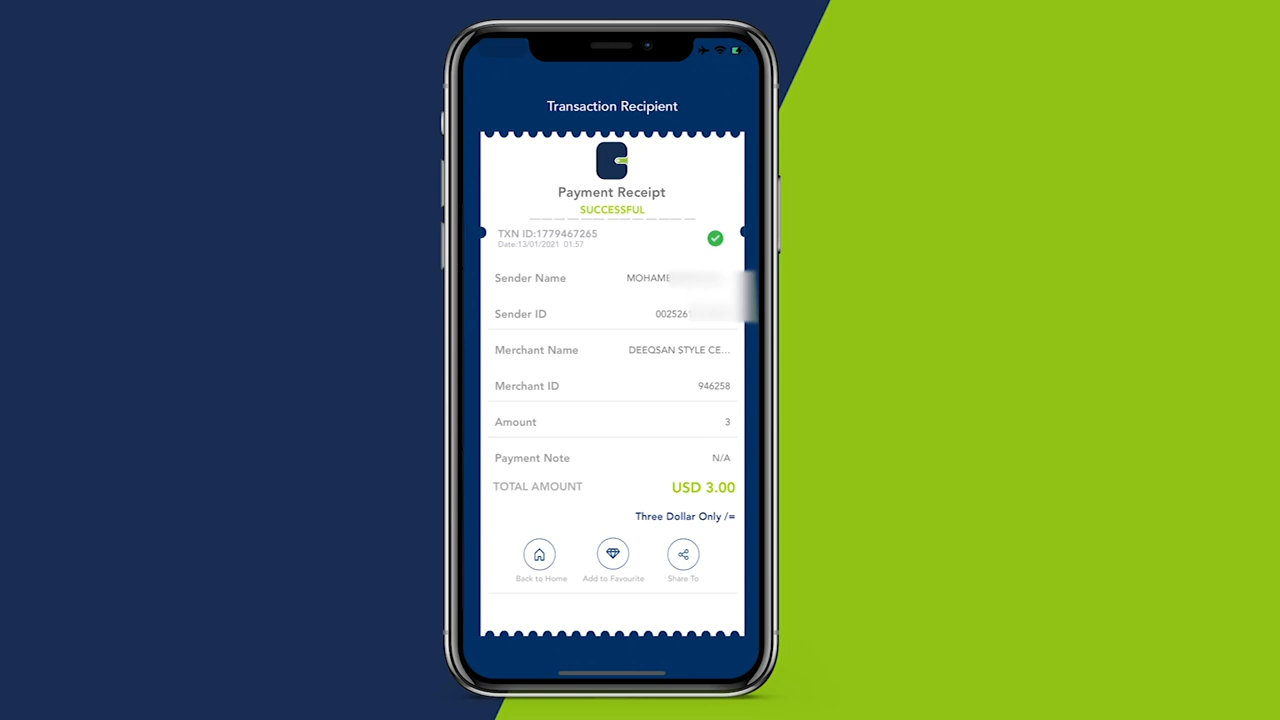 Transaction Recipient
Payment Receipt
SUCCESSFUL
TXN ID:1779467265
Date:13/01/2021 01:57
Sender Name MOHAME
Sender ID 002526
Merchant Name DEEQSAN STYLE CE...
Merchant ID 946258
Amount 3
Payment Note N/A
TOTAL AMOUNT USD 3.00
Three Dollar Only /=
Back to Home Add to Favourite Share To